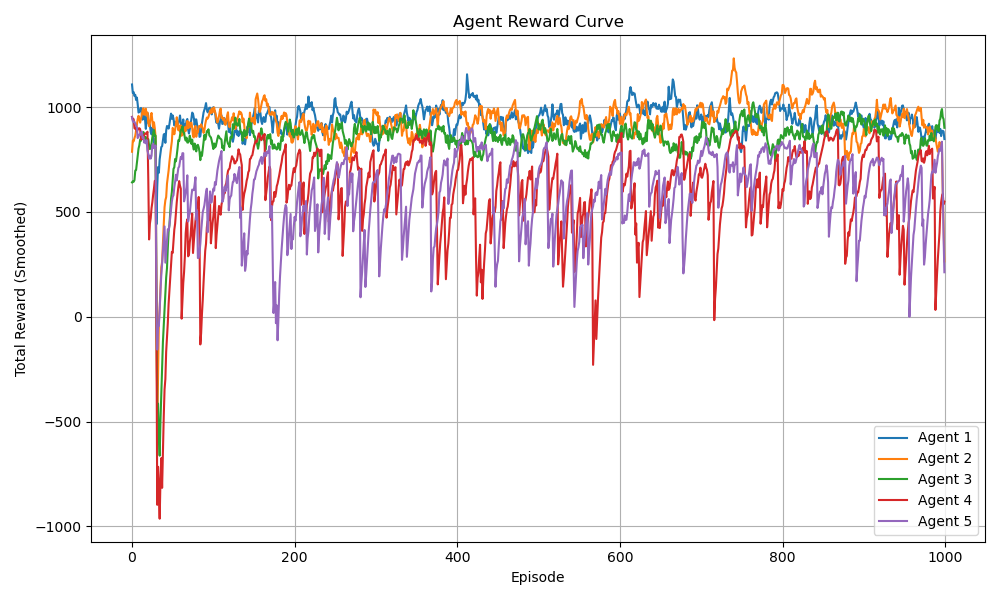 Agent Reward Curve
Total Reward (Smoothed)
1000
500
0
−500
−1000
0
200
400
600
800
1000
Episode
Agent 1
Agent 2
Agent 3
Agent 4
Agent 5